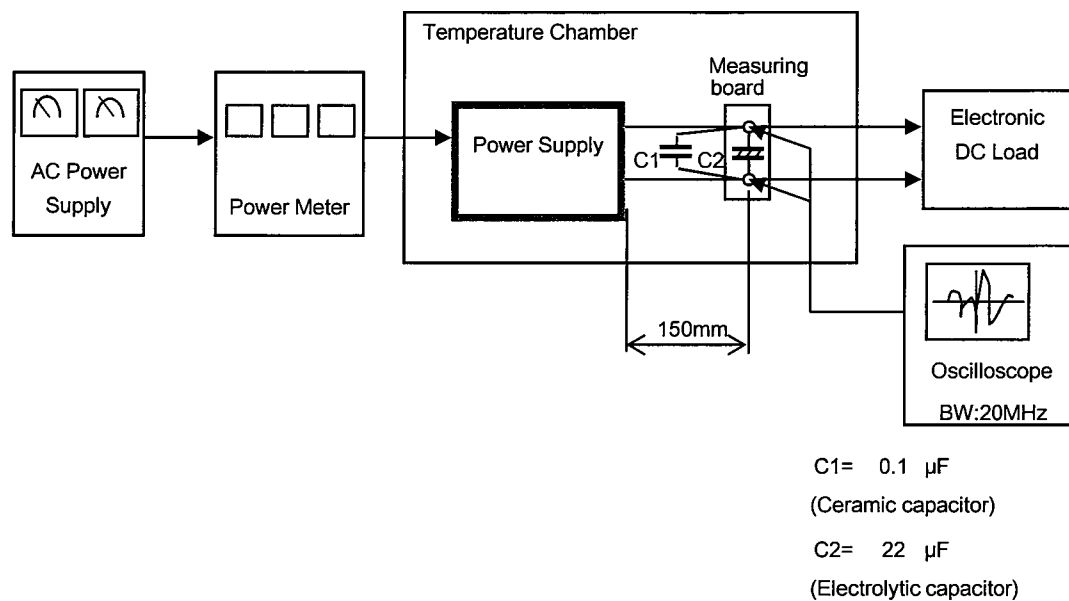 Temperature Chamber
Measuring
board
AC Power
Supply
Power Meter
Power Supply
C1
C2
Electronic
DC Load
150mm
Oscilloscope
BW:20MHz
C1= 0.1 µF
(Ceramic capacitor)
C2= 22 µF
(Electrolytic capacitor)